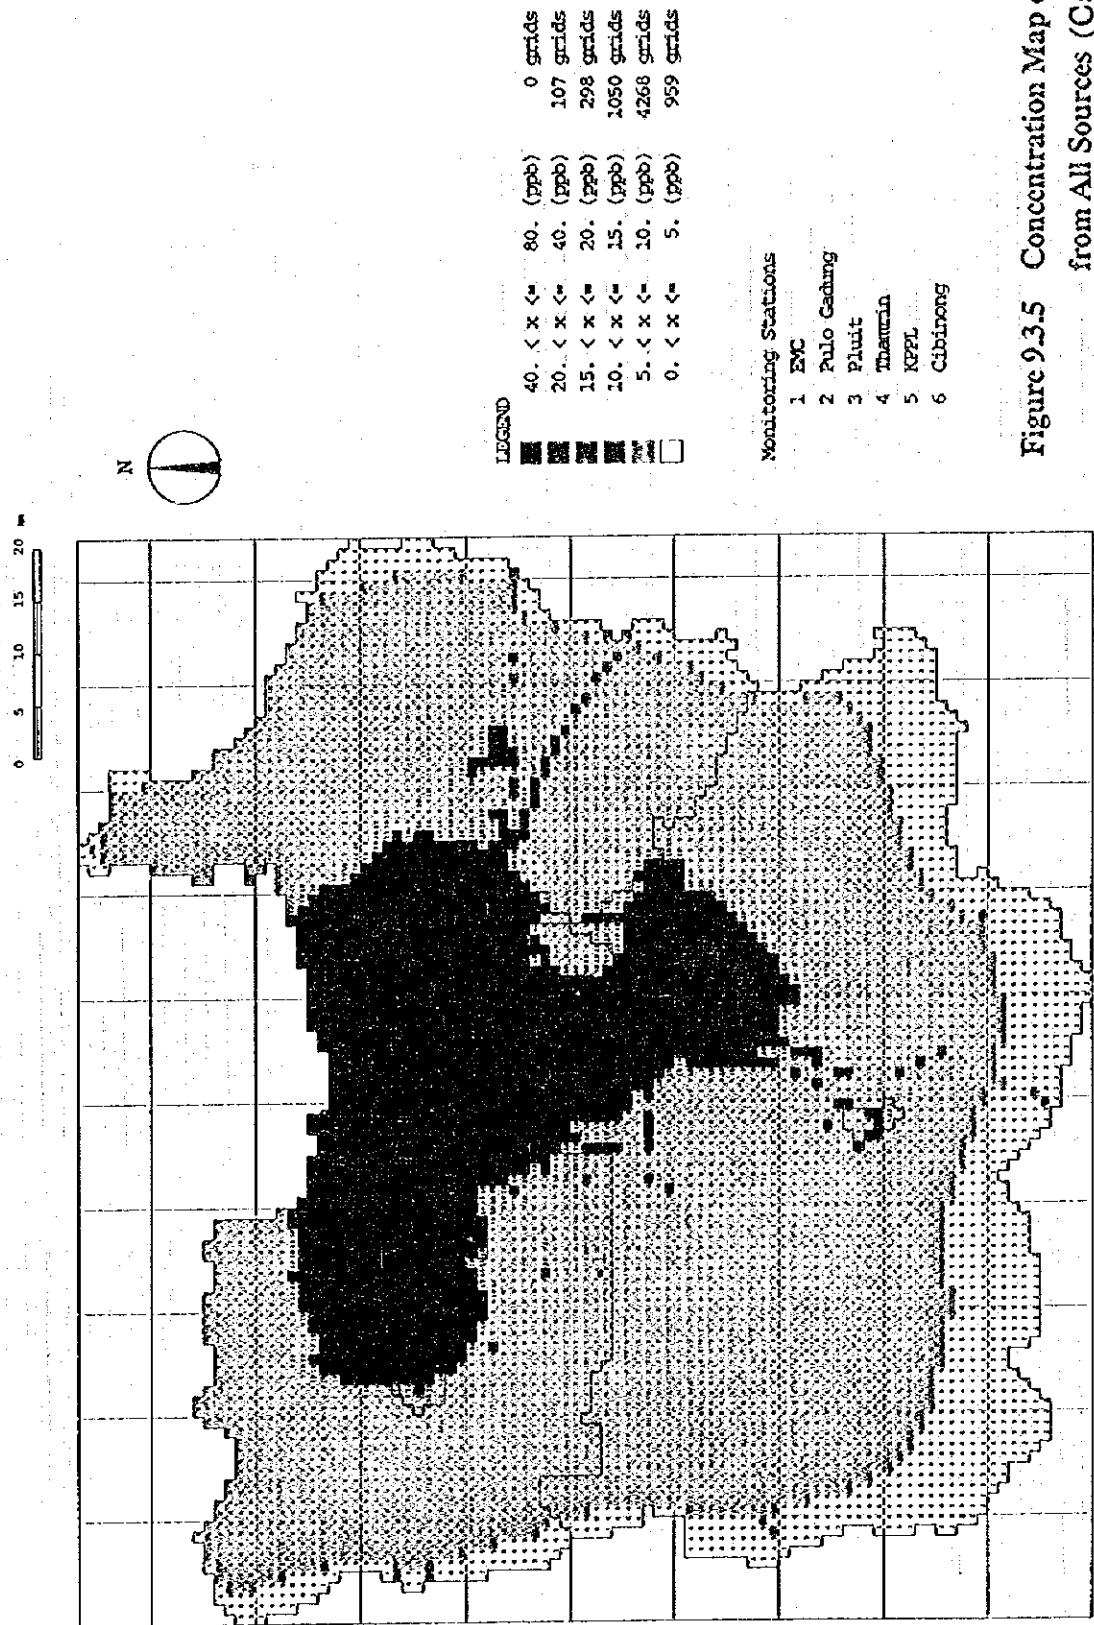 0 5 10 15 20
N
LEGEND
40. < x <= 80. (ppb) 0 grids
20. < x <= 40. (ppb) 107 grids
15. < x <= 20. (ppb) 298 grids
10. < x <= 15. (ppb) 1050 grids
5. < x <= 10. (ppb) 4268 grids
0. < x <= 5. (ppb) 959 grids
Monitoring Stations
1 EMC
2 Pulo Gadung
3 Pluit
4 Thamrin
5 KPPL
6 Cibinong
Figure 9.3.5 Concentration Map
from All Sources